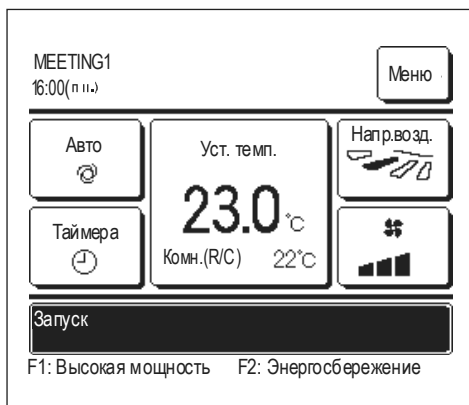 MEETING1
16:00(пн.)
Меню
Авто
Уст. темп.
Напр.возд.
23.0°C
Таймера
Комн.(R/C) 22°C
Запуск
F1: Высокая мощность F2: Энергосбережение